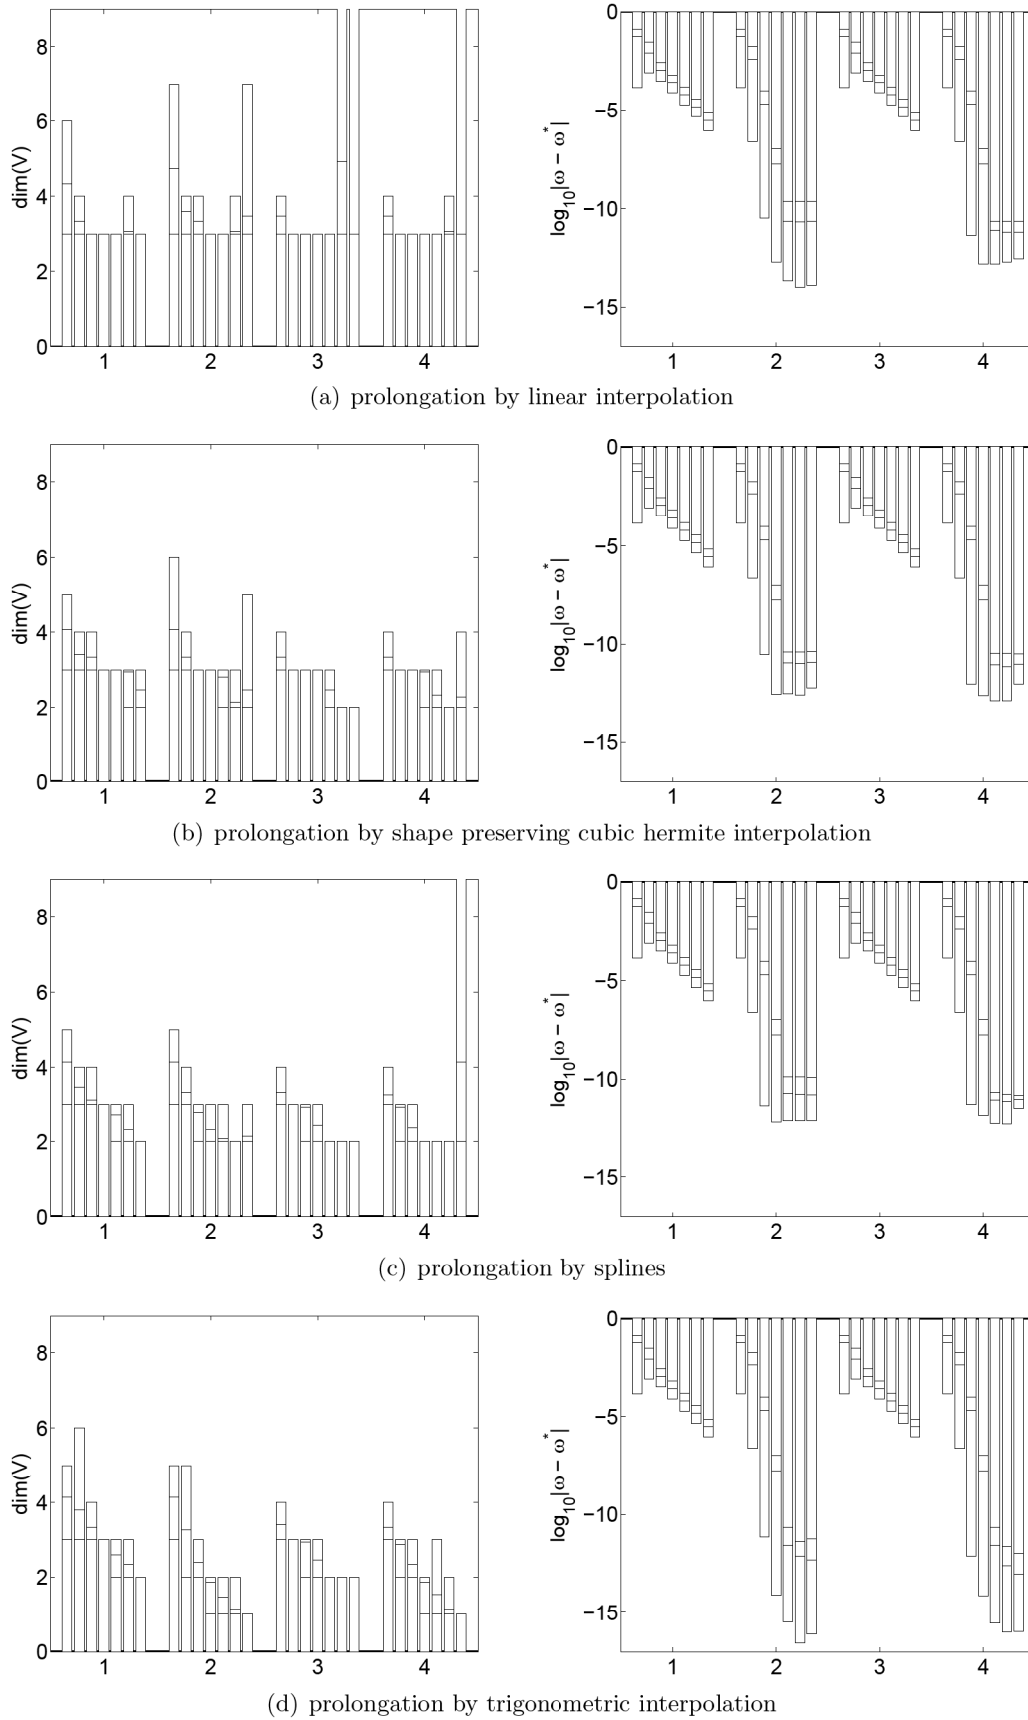 8
6
4
2
0
dim(V)
1 2 3 4
0
−5
−10
−15
log10|ω − ω*|
1 2 3 4
(a) prolongation by linear interpolation
8
6
4
2
0
dim(V)
1 2 3 4
0
−5
−10
−15
log10|ω − ω*|
1 2 3 4
(b) prolongation by shape preserving cubic hermite interpolation
8
6
4
2
0
dim(V)
1 2 3 4
0
−5
−10
−15
log10|ω − ω*|
1 2 3 4
(c) prolongation by splines
8
6
4
2
0
dim(V)
1 2 3 4
0
−5
−10
−15
log10|ω − ω*|
1 2 3 4
(d) prolongation by trigonometric interpolation